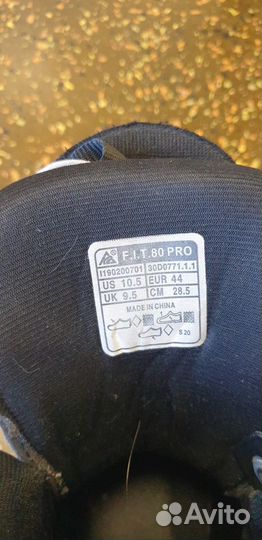 F.I.T.80 PRO
I190200701 30D0771.1.1
US 10.5 EUR 44
UK 9.5 CM 28.5
MADE IN CHINA
S 20
Avito